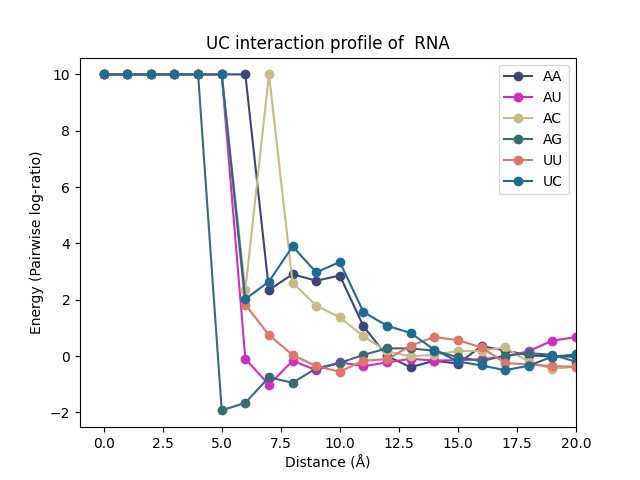 UC interaction profile of  RNA
Energy (Pairwise log-ratio)
10
8
6
4
2
0
−2
AA
AU
AC
AG
UU
UC
0.0 2.5 5.0 7.5 10.0 12.5 15.0 17.5 20.0
Distance (Å)